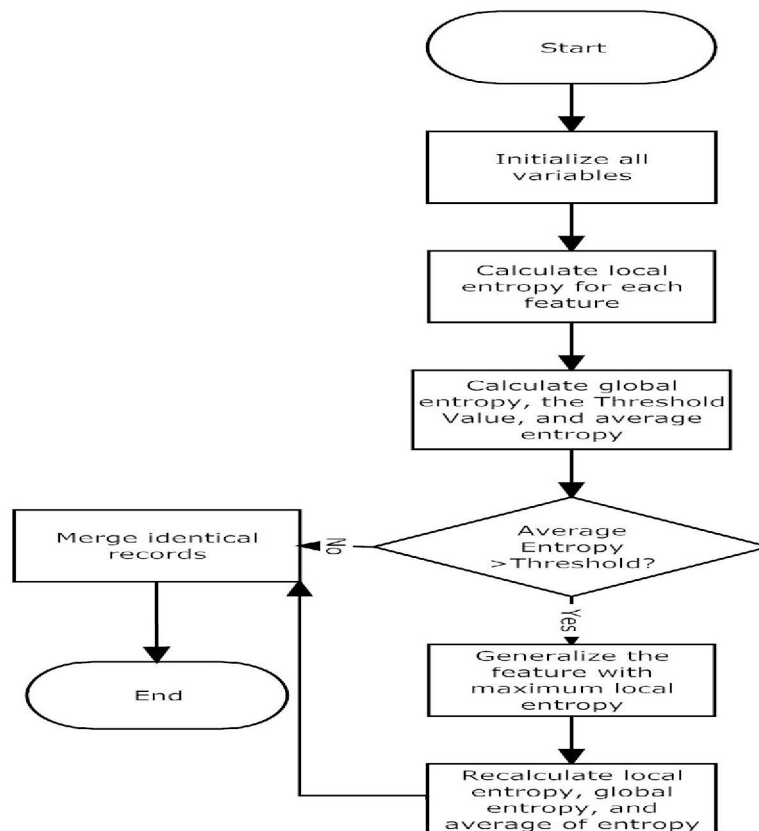 Start
Initialize all
variables
Calculate local
entropy for each
feature
Calculate global
entropy, the Threshold
Value, and average
entropy
Average
Entropy
>Threshold?
No
Merge identical
records
End
Yes
Generalize the
feature with
maximum local
entropy
Recalculate local
entropy, global
entropy, and
average of entropy